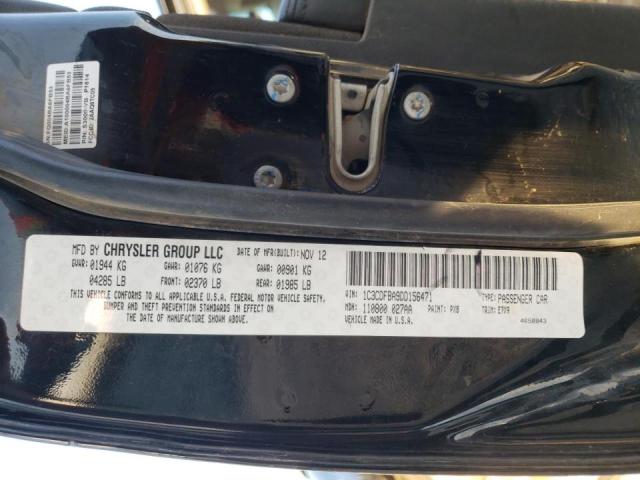 P1814
MFD BY CHRYSLER GROUP LLC DATE OF MFR(BUILT): NOV 12
GVWR: 01944 KG GAWR: 01076 KG GAWR: 00901 KG
04285 LB FRONT: 02370 LB REAR: 01985 LB
THIS VEHICLE CONFORMS TO ALL APPLICABLE U.S.A. FEDERAL MOTOR VEHICLE SAFETY,
BUMPER AND THEFT PREVENTION STANDARDS IN EFFECT ON
THE DATE OF MANUFACTURE SHOWN ABOVE.
VIN: 1C3CDFBA9DD156471 TYPE: PASSENGER CAR
MDH: 110800 027AA PAINT: PX8 TRIM: E7X9
VEHICLE MADE IN U.S.A. 4658843